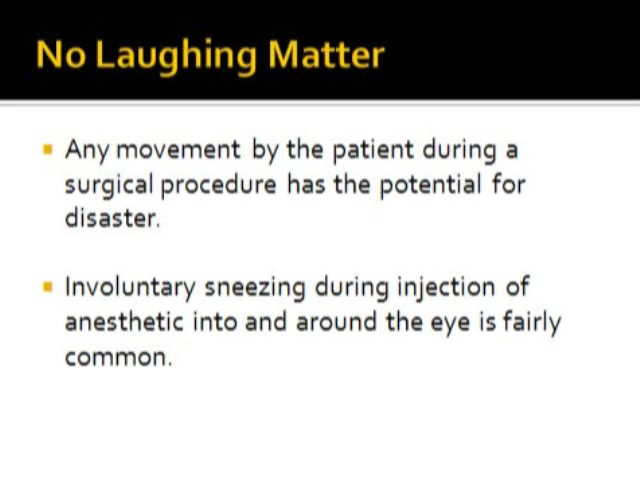 No Laughing Matter
Any movement by the patient during a
surgical procedure has the potential for
disaster.
Involuntary sneezing during injection of
anesthetic into and around the eye is fairly
common.